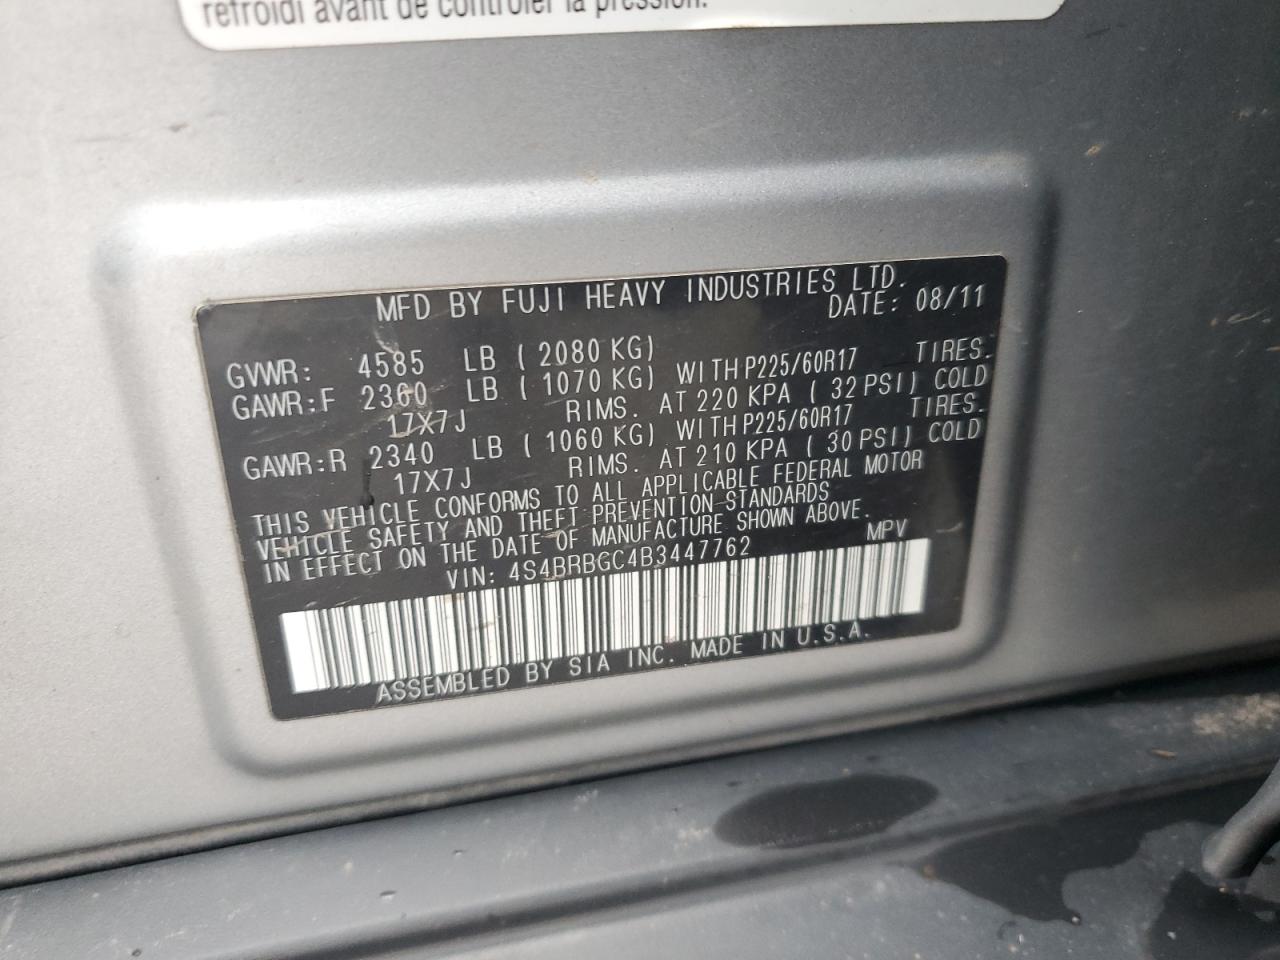 refroidi avant de contrôler la pression.
MFD BY FUJI HEAVY INDUSTRIES LTD.
DATE: 08/11
GVWR: 4585 LB ( 2080 KG)
GAWR:F 2360 LB ( 1070 KG) WITH P225/60R17 TIRES.
17X7J RIMS. AT 220 KPA ( 32 PSI) COLD
GAWR:R 2340 LB ( 1060 KG) WITH P225/60R17 TIRES.
17X7J RIMS. AT 210 KPA ( 30 PSI) COLD
THIS VEHICLE CONFORMS TO ALL APPLICABLE FEDERAL MOTOR
VEHICLE SAFETY AND THEFT PREVENTION STANDARDS
IN EFFECT ON THE DATE OF MANUFACTURE SHOWN ABOVE.
VIN: 4S4BRBGC4B3447762 MPV
ASSEMBLED BY SIA INC. MADE IN U.S.A.